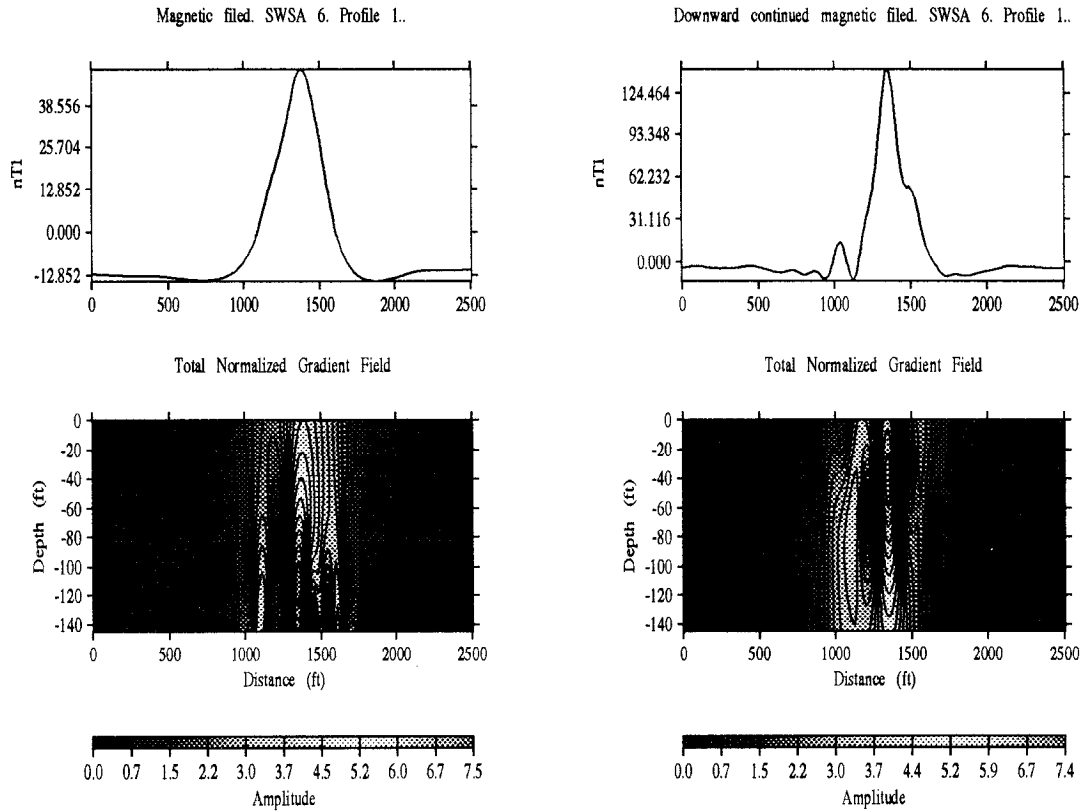 Magnetic filed. SWSA 6. Profile 1..
38.556
25.704
12.852
0.000
-12.852
nT1
0 500 1000 1500 2000 2500
Downward continued magnetic filed. SWSA 6. Profile 1..
124.464
93.348
62.232
31.116
0.000
nT1
0 500 1000 1500 2000 2500
Total Normalized Gradient Field
0
-20
-40
-60
-80
-100
-120
-140
Depth (ft)
0 500 1000 1500 2000 2500
Distance (ft)
0.0 0.7 1.5 2.2 3.0 3.7 4.5 5.2 6.0 6.7 7.5
Amplitude
Total Normalized Gradient Field
0
-20
-40
-60
-80
-100
-120
-140
Depth (ft)
0 500 1000 1500 2000 2500
Distance (ft)
0.0 0.7 1.5 2.2 3.0 3.7 4.4 5.2 5.9 6.7 7.4
Amplitude